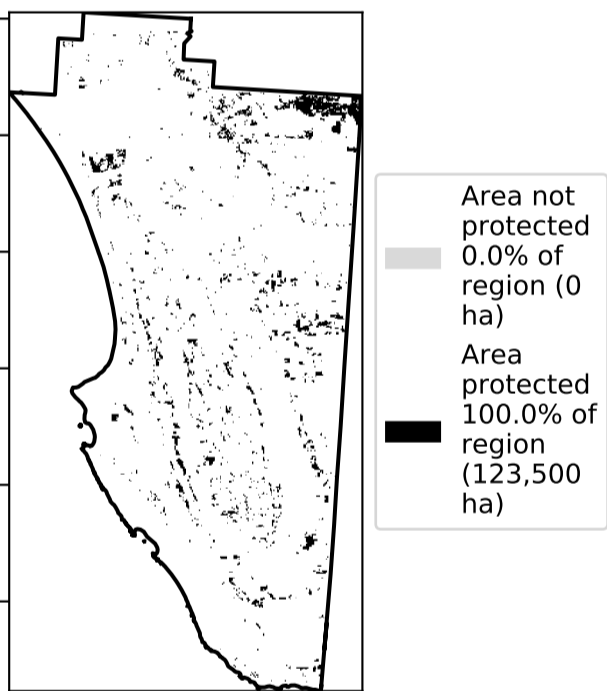 Area not
protected
0.0% of
region (0
ha)
Area
protected
100.0% of
region
(123,500
ha)